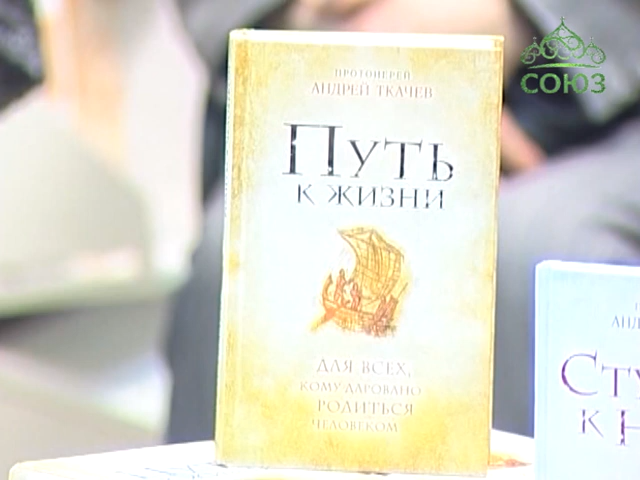 СОЮЗ
ПРОТОИЕРЕЙ
АНДРЕЙ ТКАЧЕВ
ПУТЬ
К ЖИЗНИ
ДЛЯ ВСЕХ,
КОМУ ДАРОВАНО
РОДИТЬСЯ
ЧЕЛОВЕКОМ
К